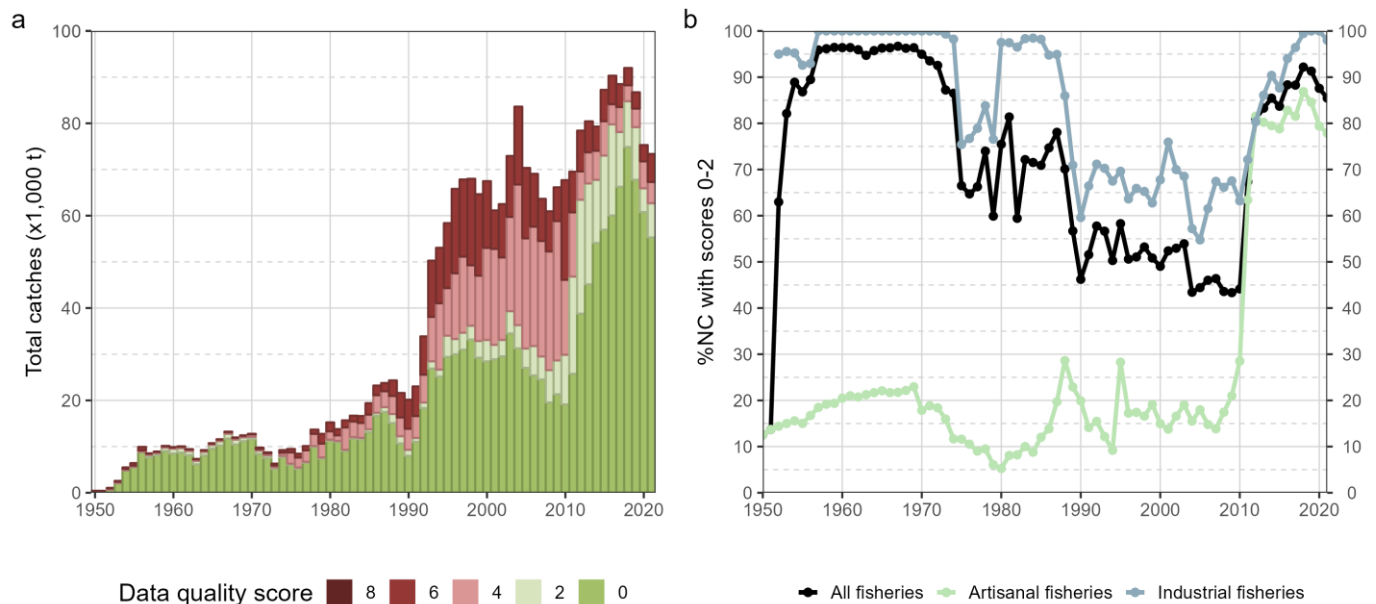 a
b
Total catches (x1,000 t)
100
80
60
40
20
0
1950 1960 1970 1980 1990 2000 2010 2020
Data quality score 8 6 4 2 0
%NC with scores 0-2
100 100
90 90
80 80
70 70
60 60
50 50
40 40
30 30
20 20
10 10
0 0
1950 1960 1970 1980 1990 2000 2010 2020
All fisheries Artisanal fisheries Industrial fisheries